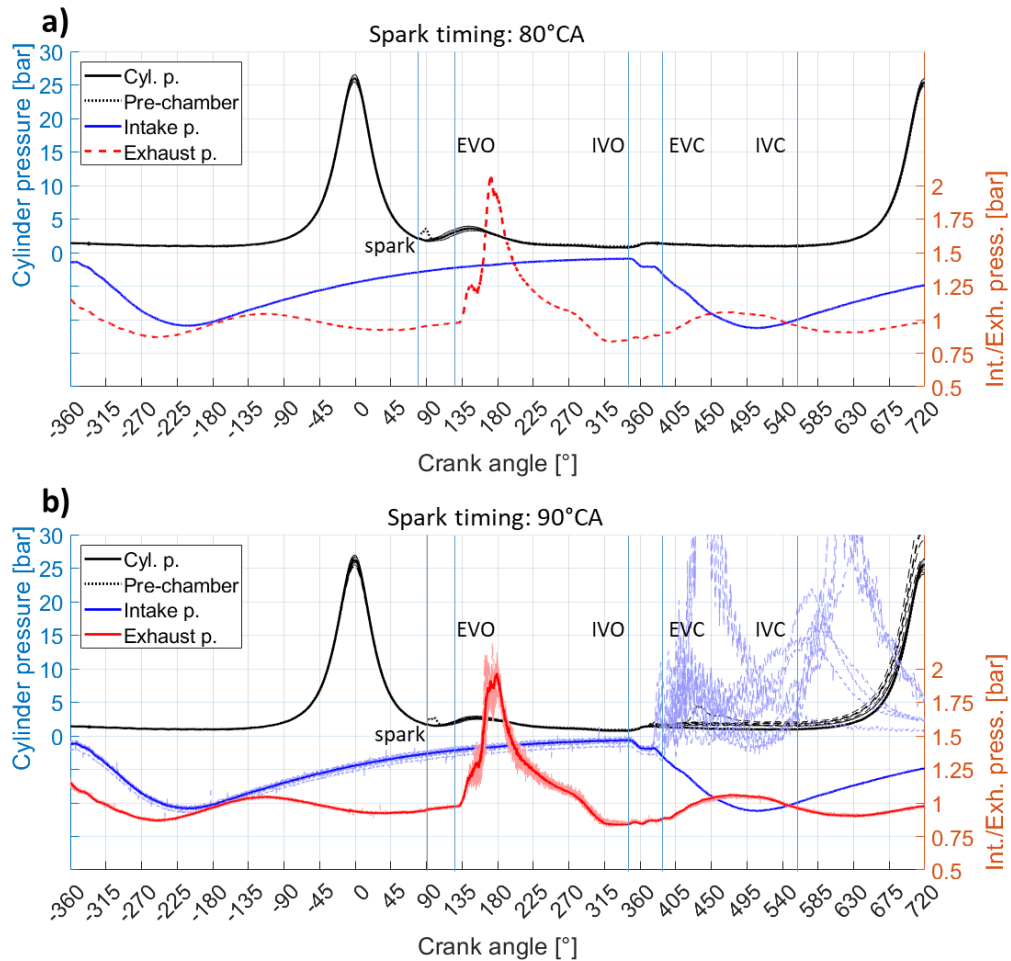 a)
Spark timing: 80°CA
Cylinder pressure [bar]
30
25
20
15
10
5
0
Cyl. p.
Pre-chamber
Intake p.
Exhaust p.
EVO
IVO
EVC
IVC
spark
2
1.75
1.5
1.25
1
0.75
0.5
Int./Exh. press. [bar]
-360 -315 -270 -225 -180 -135 -90 -45 0 45 90 135 180 225 270 315 360 405 450 495 540 585 630 675 720
Crank angle [°]
b)
Spark timing: 90°CA
Cylinder pressure [bar]
30
25
20
15
10
5
0
Cyl. p.
Pre-chamber
Intake p.
Exhaust p.
EVO
IVO
EVC
IVC
spark
2
1.75
1.5
1.25
1
0.75
0.5
Int./Exh. press. [bar]
-360 -315 -270 -225 -180 -135 -90 -45 0 45 90 135 180 225 270 315 360 405 450 495 540 585 630 675 720
Crank angle [°]